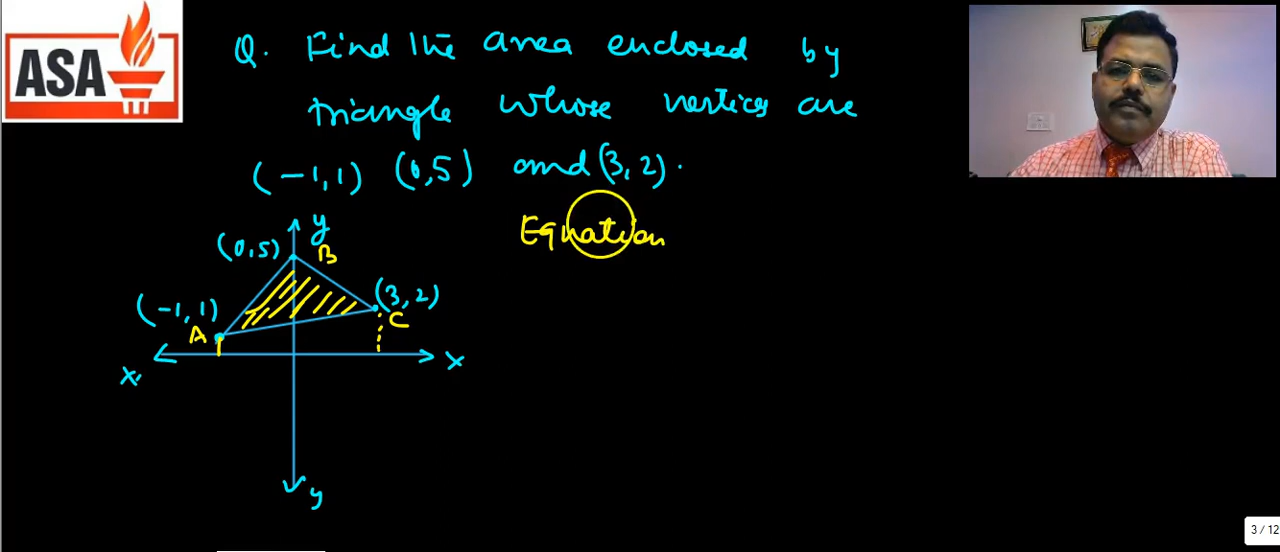 ASA
Q. Find the area enclosed by
triangle whose vertices are
(-1,1) (0,5) and (3,2).
Equation
y
(0,5) B
(-1,1) (3,2)
A C
x
x
y
3 / 12